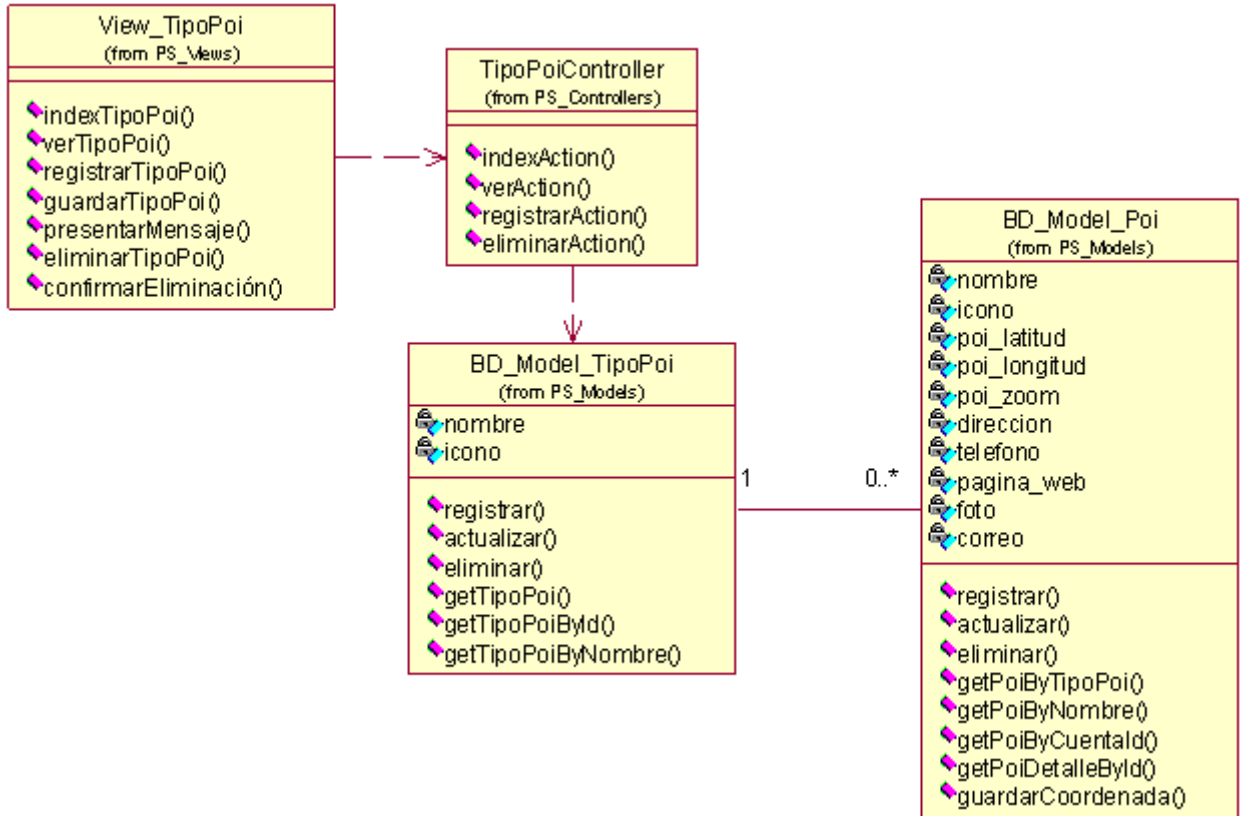 View_TipoPoi
(from PS_Views)
indexTipoPoi()
verTipoPoi()
registrarTipoPoi()
guardarTipoPoi()
presentarMensaje()
eliminarTipoPoi()
confirmarEliminación()
TipoPoiController
(from PS_Controllers)
indexAction()
verAction()
registrarAction()
eliminarAction()
BD_Model_TipoPoi
(from PS_Models)
nombre
icono
registrar()
actualizar()
eliminar()
getTipoPoi()
getTipoPoiById()
getTipoPoiByNombre()
1 0..*
BD_Model_Poi
(from PS_Models)
nombre
icono
poi_latitud
poi_longitud
poi_zoom
direccion
telefono
pagina_web
foto
correo
registrar()
actualizar()
eliminar()
getPoiByTipoPoi()
getPoiByNombre()
getPoiByCuentaId()
getPoiDetalleById()
guardarCoordenada()